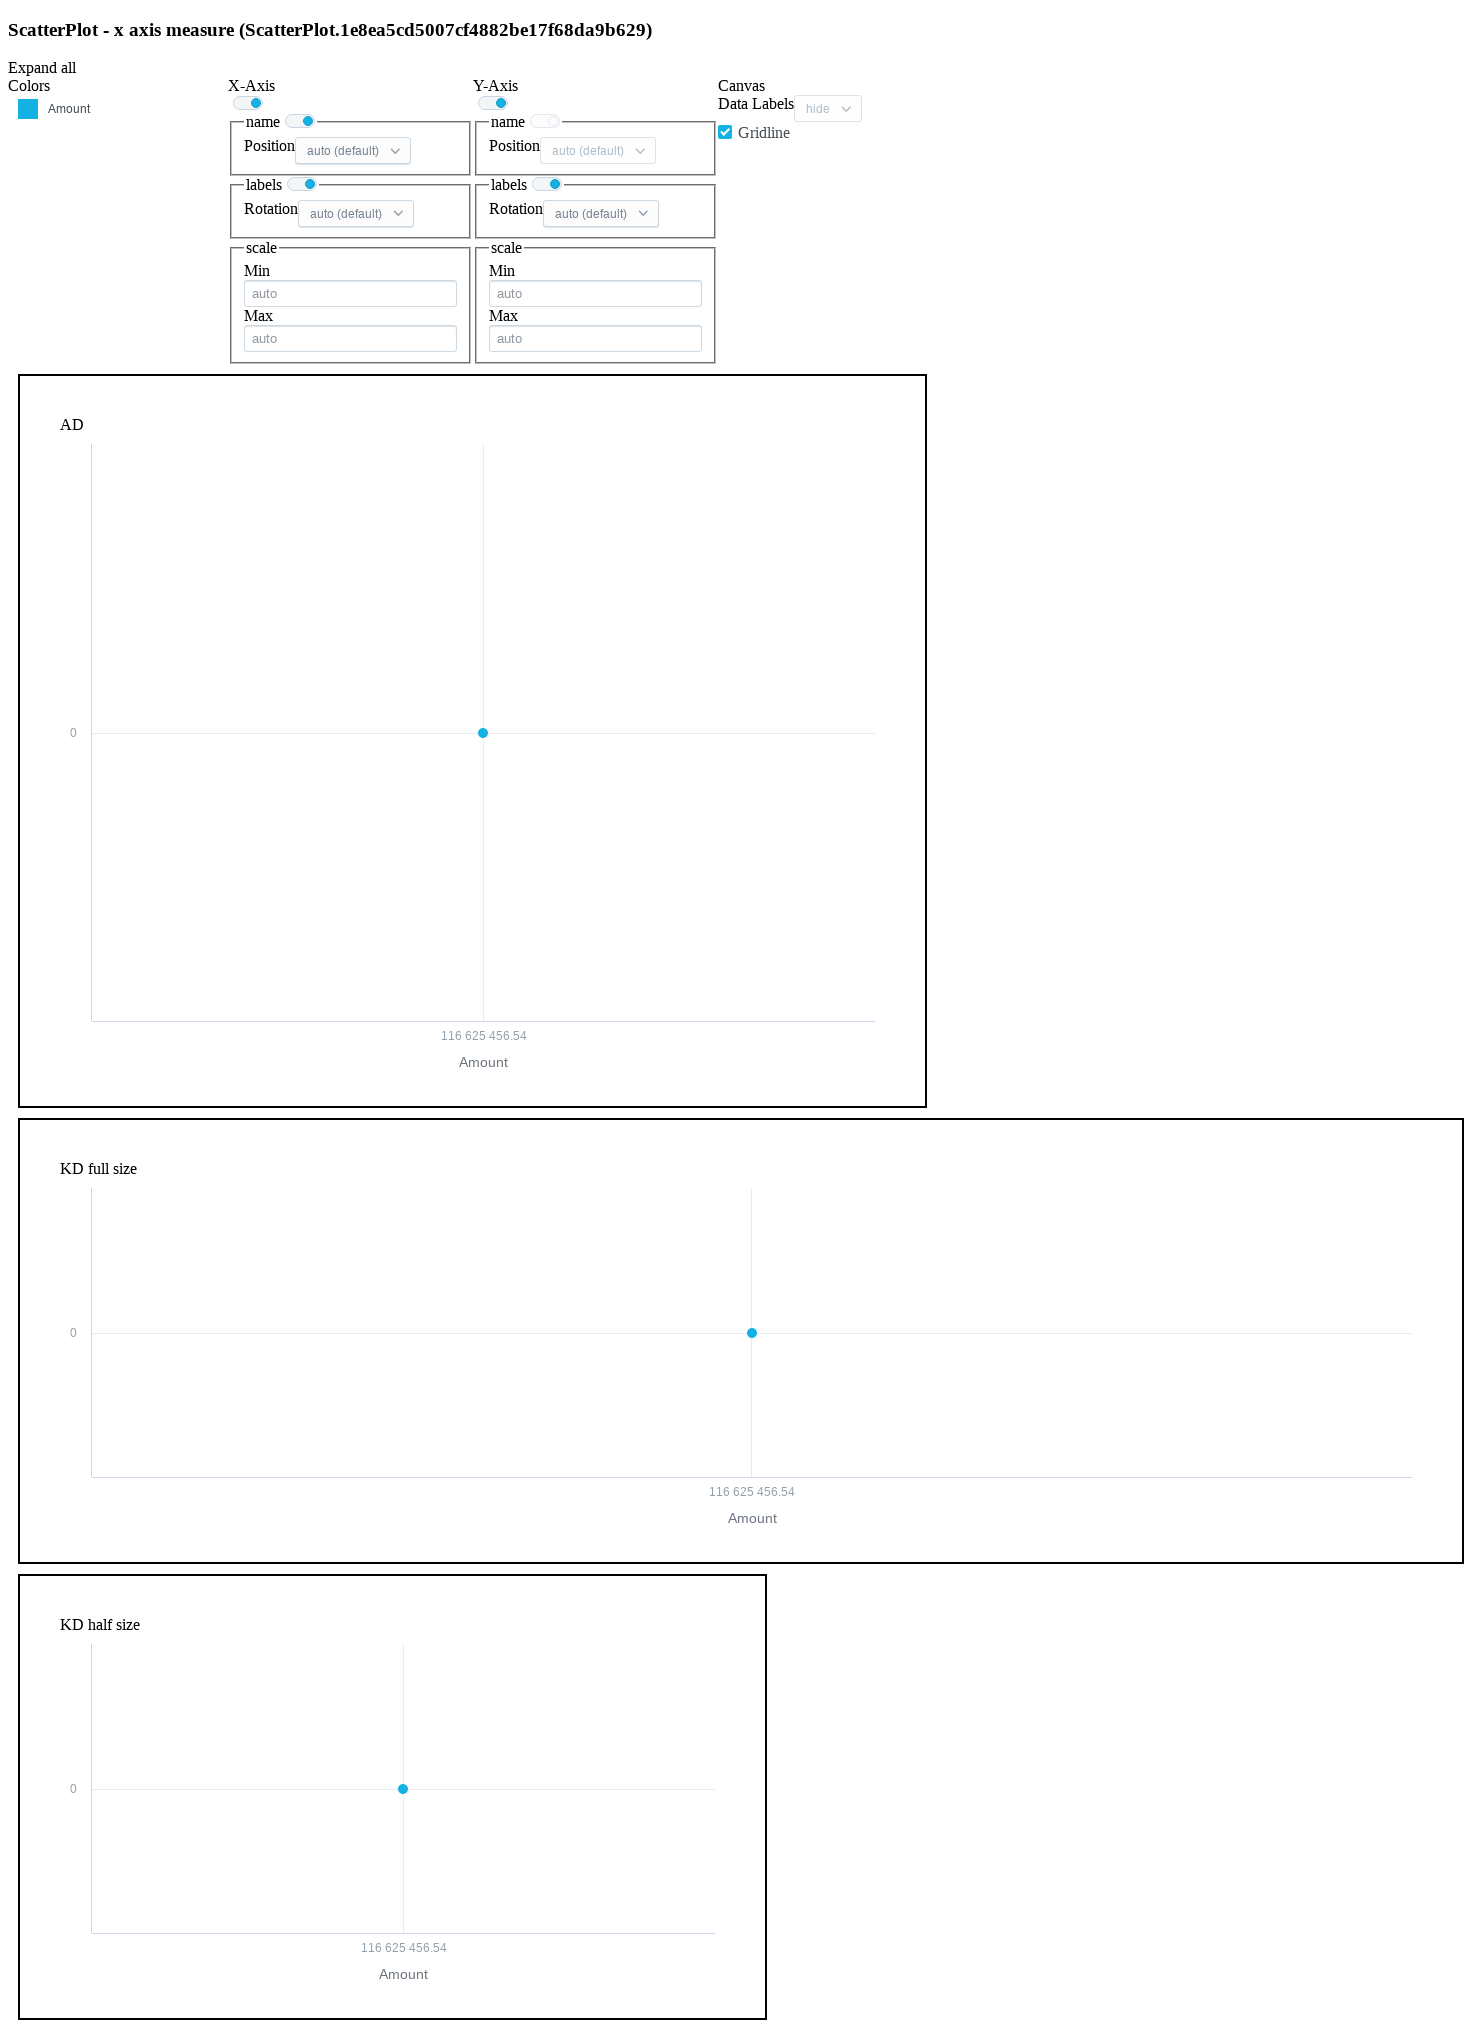 ScatterPlot - x axis measure (ScatterPlot.1e8ea5cd5007cf4882be17f68da9b629)
Expand all
Colors
Amount
X-Axis
name
Position auto (default)
labels
Rotation auto (default)
scale
Min
auto
Max
auto
Y-Axis
name
Position auto (default)
labels
Rotation auto (default)
scale
Min
auto
Max
auto
Canvas
Data Labels hide
Gridline
AD
0
116 625 456.54
Amount
KD full size
0
116 625 456.54
Amount
KD half size
0
116 625 456.54
Amount